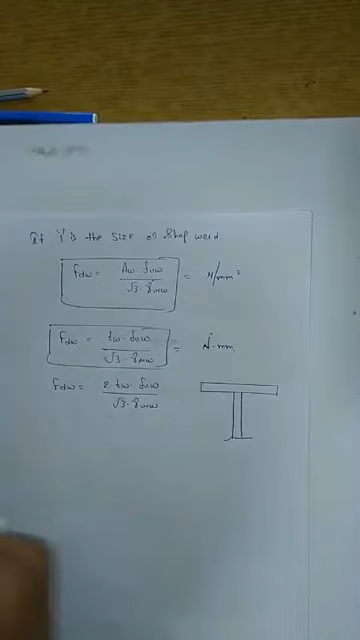 If 'S' is the size of shop weld
Fdw = Aw · fuw / √3 · γmw = N/mm²
Fdw = tw · fuw / √3 · γmw = N·mm
Fdw = 2 tw · fuw / √3 · γmw